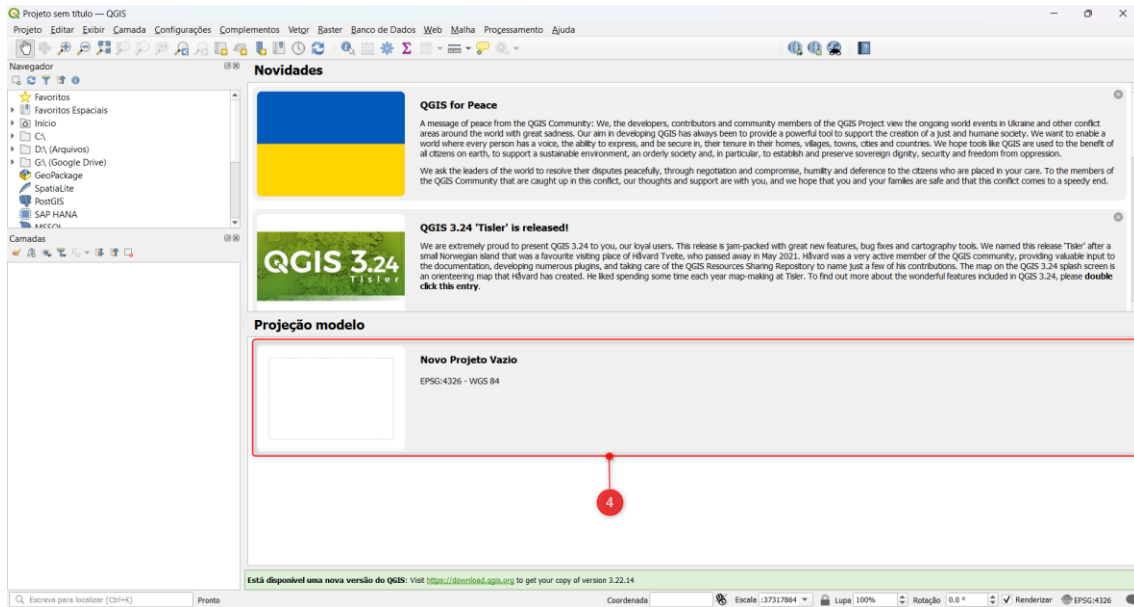 Projeto sem título — QGIS
Projeto Editar Exibir Camada Configurações Complementos Vetor Raster Banco de Dados Web Malha Processamento Ajuda
Navegador
Favoritos
Favoritos Espaciais
Início
C:\
D:\ (Arquivos)
G:\ (Google Drive)
GeoPackage
SpatiaLite
PostGIS
SAP HANA
MSSQL
Camadas
Novidades
QGIS for Peace
A message of peace from the QGIS Community: We, the developers, contributors and community members of the QGIS Project view the ongoing world events in Ukraine and other conflict
areas around the world with great sadness. Our aim in developing QGIS has always been to provide a powerful tool to support the creation of a just and humane society. We want to enable a
world where every person has a voice, the ability to express, and be secure in, their tenure in their homes, villages, towns, cities and countries. We hope tools like QGIS are used to the benefit of
all citizens on earth, to support a sustainable environment, an orderly society and, in particular, to establish and preserve sovereign dignity, security and freedom from oppression.
We ask the leaders of the world to resolve their disputes peacefully, through negotiation and compromise, humility and deference to the citizens who are placed in your care. To the members of
the QGIS Community that are caught up in this conflict, our thoughts and support are with you, and we hope that you and your families are safe and that this conflict comes to a speedy end.
QGIS 3.24
Tisler
QGIS 3.24 'Tisler' is released!
We are extremely proud to present QGIS 3.24 to you, our loyal users. This release is jam-packed with great new features, bug fixes and cartography tools. We named this release 'Tisler' after a
small Norwegian island that was a favourite visiting place of Håvard Tveite, who passed away in May 2021. Håvard was a very active member of the QGIS community, providing valuable input to
the documentation, developing numerous plugins, and taking care of the QGIS Resources Sharing Repository to name just a few of his contributions. The map on the QGIS 3.24 splash screen is
an orienteering map that Håvard has created. He liked spending some time each year map-making at Tisler. To find out more about the wonderful features included in QGIS 3.24, please double
click this entry.
Projeção modelo
Novo Projeto Vazio
EPSG:4326 - WGS 84
4
Está disponível uma nova versão do QGIS: Visit https://download.qgis.org to get your copy of version 3.22.14
Escreva para localizar (Ctrl+K) Pronto Coordenada Escala :37317864 Lupa 100% Rotação 0.0 ° Renderizar EPSG:4326